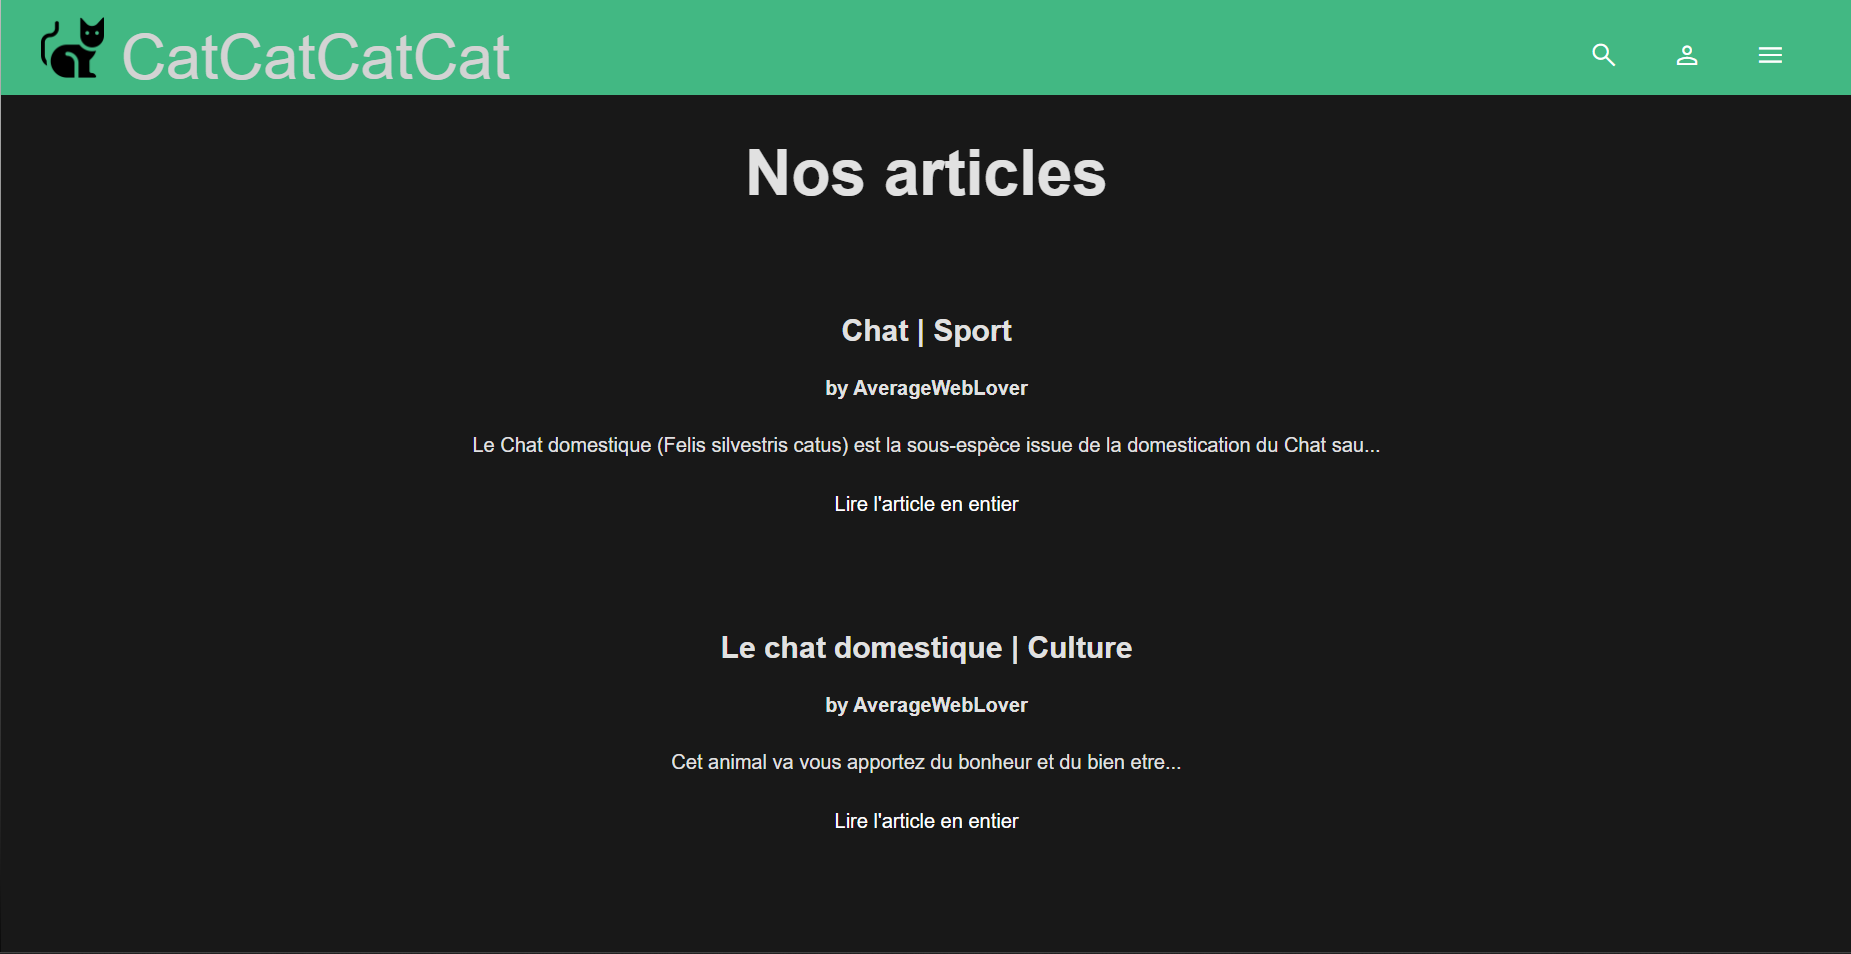 CatCatCatCat
Nos articles
Chat | Sport
by AverageWebLover
Le Chat domestique (Felis silvestris catus) est la sous-espèce issue de la domestication du Chat sau...
Lire l'article en entier
Le chat domestique | Culture
by AverageWebLover
Cet animal va vous apportez du bonheur et du bien etre...
Lire l'article en entier